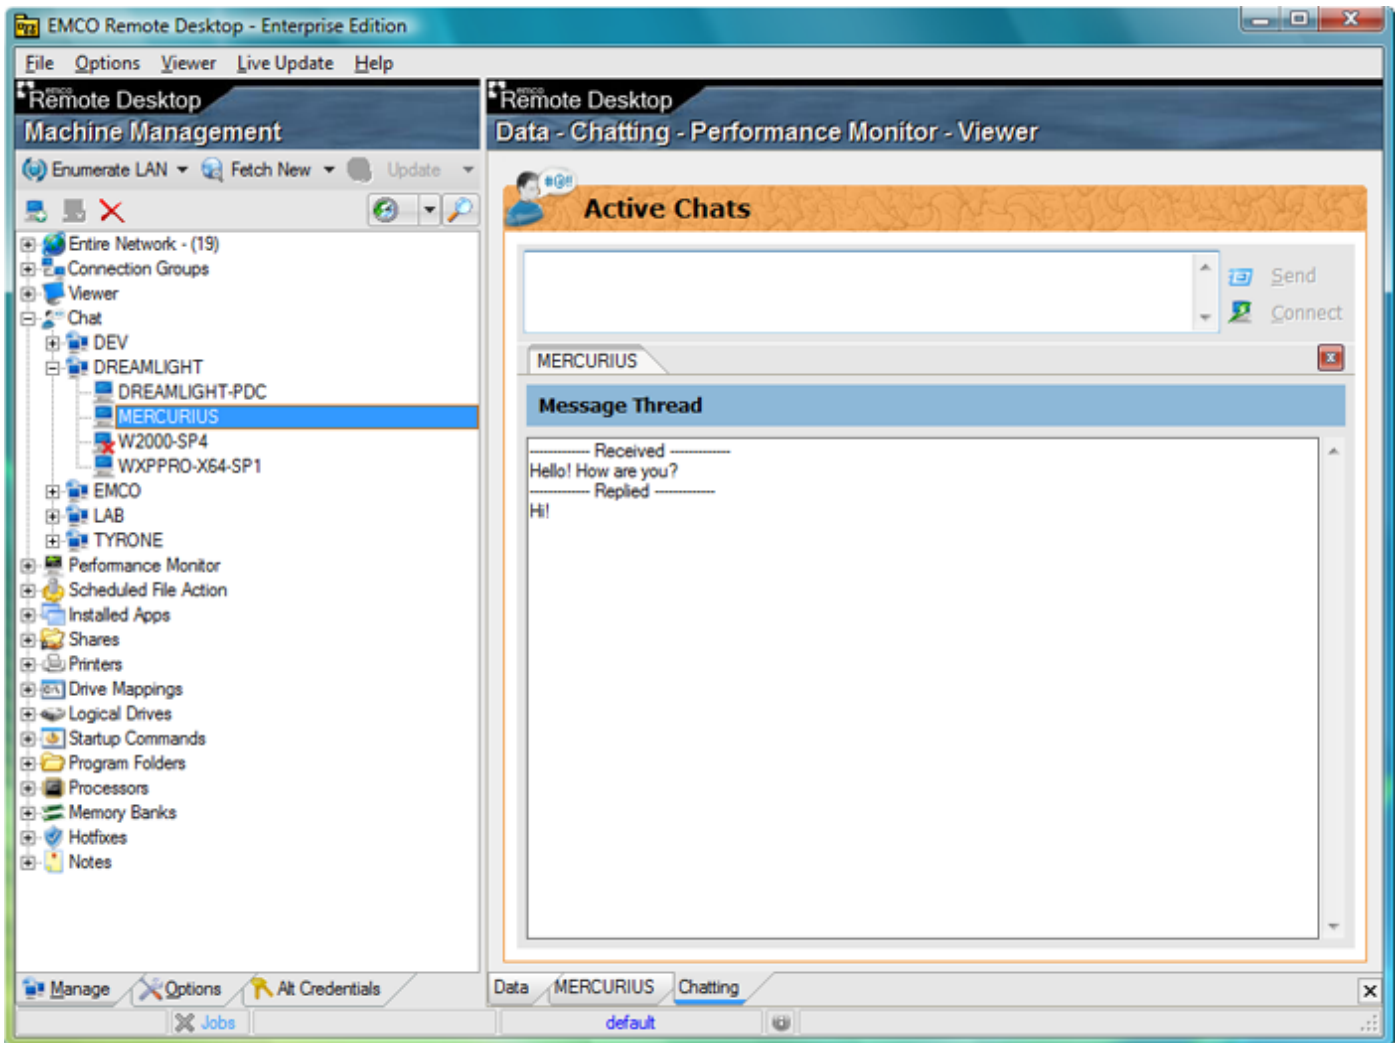 EMCO Remote Desktop - Enterprise Edition
File Options Viewer Live Update Help
emco
Remote Desktop
Machine Management
Enumerate LAN Fetch New Update
Entire Network - (19)
Connection Groups
Viewer
Chat
DEV
DREAMLIGHT
DREAMLIGHT-PDC
MERCURIUS
W2000-SP4
WXPPRO-X64-SP1
EMCO
LAB
TYRONE
Performance Monitor
Scheduled File Action
Installed Apps
Shares
Printers
Drive Mappings
Logical Drives
Startup Commands
Program Folders
Processors
Memory Banks
Hotfixes
Notes
Manage Options Alt Credentials
Jobs
emco
Remote Desktop
Data - Chatting - Performance Monitor - Viewer
#@!!
Active Chats
Send
Connect
MERCURIUS
Message Thread
------------- Received -------------
Hello! How are you?
------------- Replied -------------
Hi!
Data MERCURIUS Chatting
default